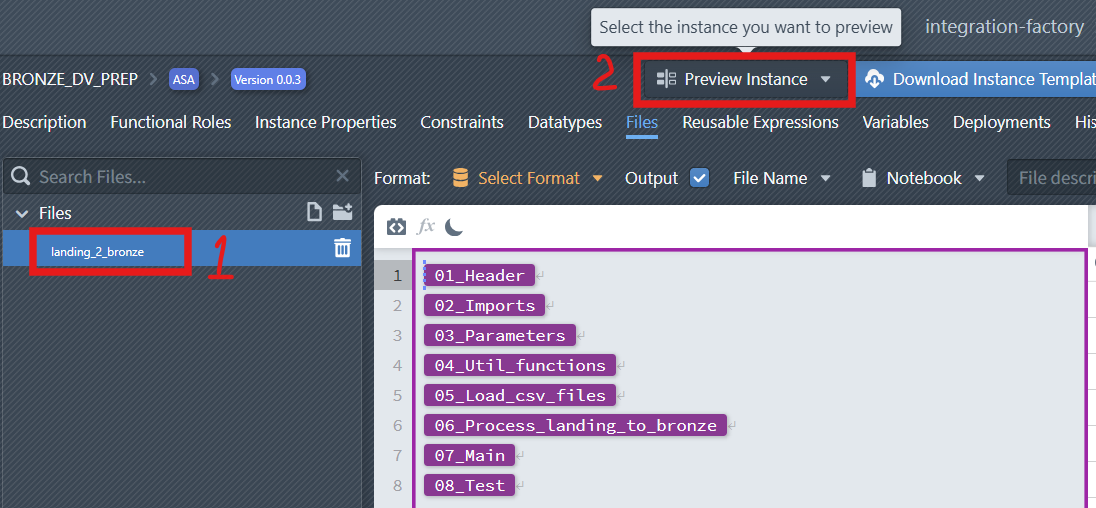 Select the instance you want to preview
integration-factory
BRONZE_DV_PREP > ASA > Version 0.0.3
2
Preview Instance
Download Instance Templat
Description Functional Roles Instance Properties Constraints Datatypes Files Reusable Expressions Variables Deployments His
Search Files...
Format: Select Format Output File Name Notebook File descri
Files
landing_2_bronze
1
fx
1 01_Header
2 02_Imports
3 03_Parameters
4 04_Util_functions
5 05_Load_csv_files
6 06_Process_landing_to_bronze
7 07_Main
8 08_Test